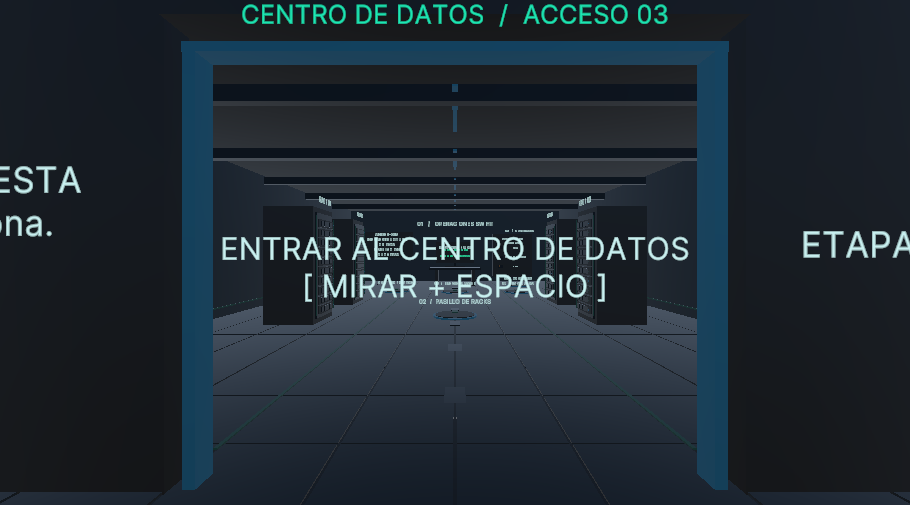 CENTRO DE DATOS / ACCESO 03
ESTA
ona.
ENTRAR AL CENTRO DE DATOS
[ MIRAR + ESPACIO ]
ETAPA
02 / PASILLO DE RACKS